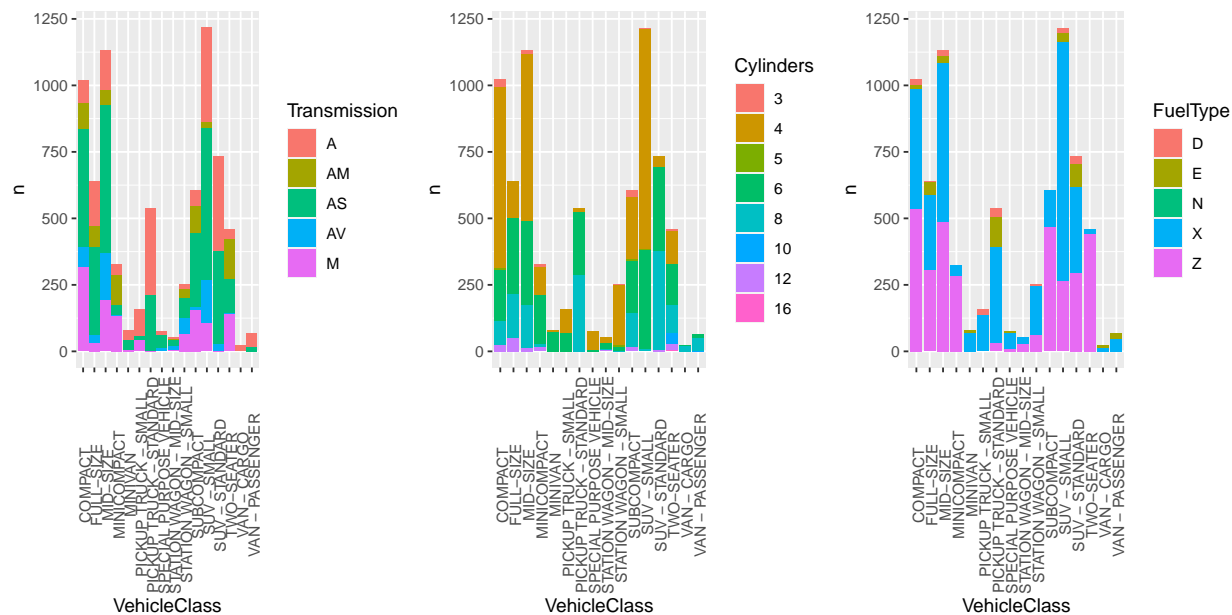 1250
1000
750
500
250
0
n
COMPACT
FULL−SIZE
MID−SIZE
MINICOMPACT
MINIVAN
PICKUP TRUCK − SMALL
PICKUP TRUCK − STANDARD
SPECIAL PURPOSE VEHICLE
STATION WAGON − MID−SIZE
STATION WAGON − SMALL
SUBCOMPACT
SUV − SMALL
SUV − STANDARD
TWO−SEATER
VAN − CARGO
VAN − PASSENGER
VehicleClass
Transmission
A
AM
AS
AV
M
1250
1000
750
500
250
0
n
COMPACT
FULL−SIZE
MID−SIZE
MINICOMPACT
MINIVAN
PICKUP TRUCK − SMALL
PICKUP TRUCK − STANDARD
SPECIAL PURPOSE VEHICLE
STATION WAGON − MID−SIZE
STATION WAGON − SMALL
SUBCOMPACT
SUV − SMALL
SUV − STANDARD
TWO−SEATER
VAN − CARGO
VAN − PASSENGER
VehicleClass
Cylinders
3
4
5
6
8
10
12
16
1250
1000
750
500
250
0
n
COMPACT
FULL−SIZE
MID−SIZE
MINICOMPACT
MINIVAN
PICKUP TRUCK − SMALL
PICKUP TRUCK − STANDARD
SPECIAL PURPOSE VEHICLE
STATION WAGON − MID−SIZE
STATION WAGON − SMALL
SUBCOMPACT
SUV − SMALL
SUV − STANDARD
TWO−SEATER
VAN − CARGO
VAN − PASSENGER
VehicleClass
FuelType
D
E
N
X
Z